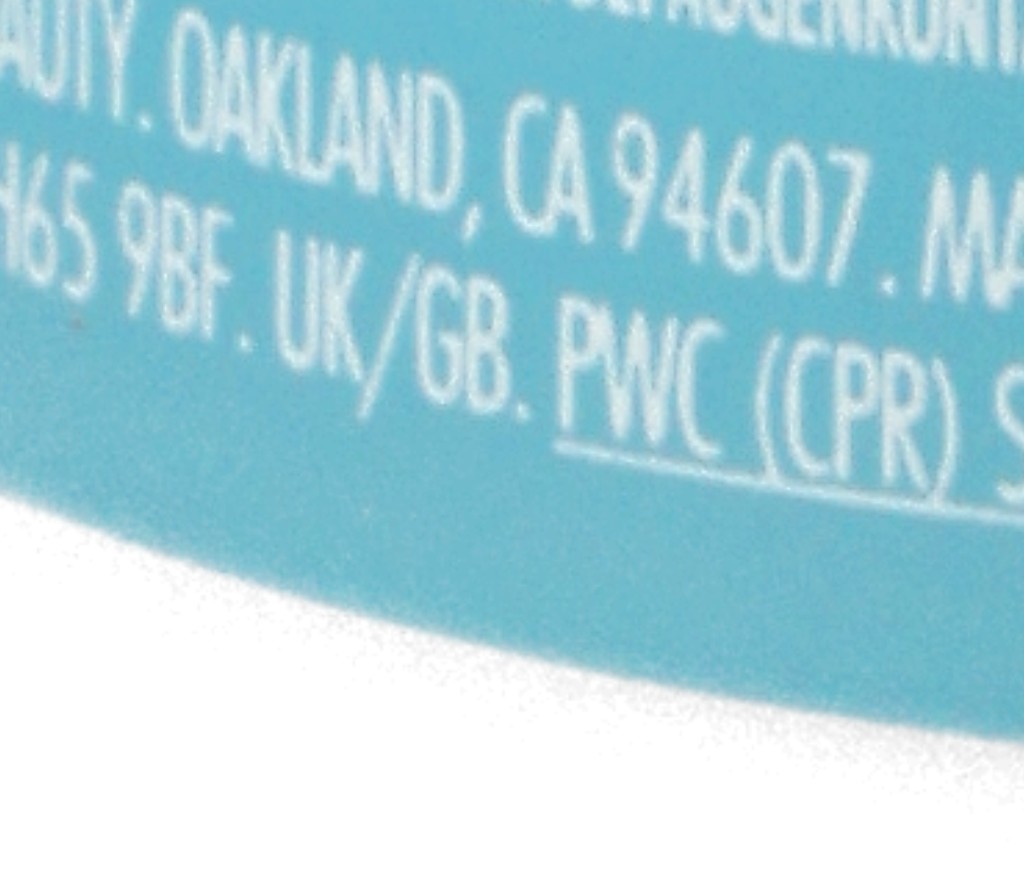 OAKLAND, CA 94607.
9BF. UK/GB. PWC (CPR)